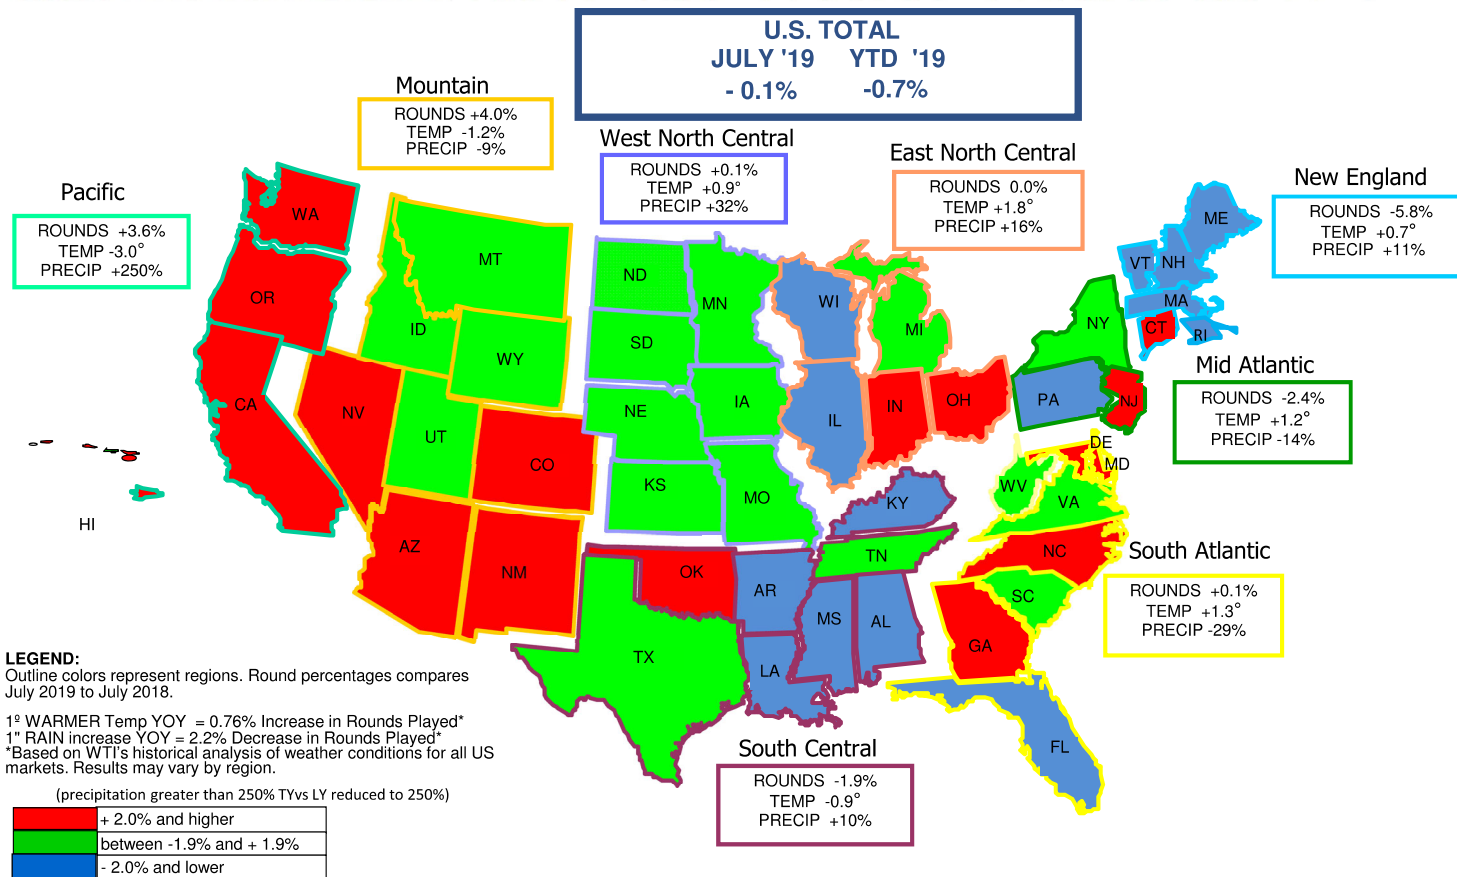 U.S. TOTAL
JULY '19 YTD '19
- 0.1% -0.7%
Mountain
ROUNDS +4.0%
TEMP -1.2%
PRECIP -9%
West North Central
ROUNDS +0.1%
TEMP +0.9°
PRECIP +32%
East North Central
ROUNDS 0.0%
TEMP +1.8°
PRECIP +16%
New England
ROUNDS -5.8%
TEMP +0.7°
PRECIP +11%
Pacific
ROUNDS +3.6%
TEMP -3.0°
PRECIP +250%
Mid Atlantic
ROUNDS -2.4%
TEMP +1.2°
PRECIP -14%
South Atlantic
ROUNDS +0.1%
TEMP +1.3°
PRECIP -29%
South Central
ROUNDS -1.9%
TEMP -0.9°
PRECIP +10%
WA
OR
CA
HI
MT
ID
WY
NV
UT
CO
AZ
NM
ND
SD
NE
KS
MN
IA
MO
WI
MI
IL
IN
OH
ME
VT
NH
MA
CT
RI
NY
PA
NJ
DE
MD
WV
VA
NC
SC
GA
FL
KY
TN
OK
AR
TX
LA
MS
AL
LEGEND:
Outline colors represent regions. Round percentages compares
July 2019 to July 2018.
1º WARMER Temp YOY = 0.76% Increase in Rounds Played*
1" RAIN increase YOY = 2.2% Decrease in Rounds Played*
*Based on WTI's historical analysis of weather conditions for all US
markets. Results may vary by region.
(precipitation greater than 250% TYvs LY reduced to 250%)
+ 2.0% and higher
between -1.9% and + 1.9%
- 2.0% and lower